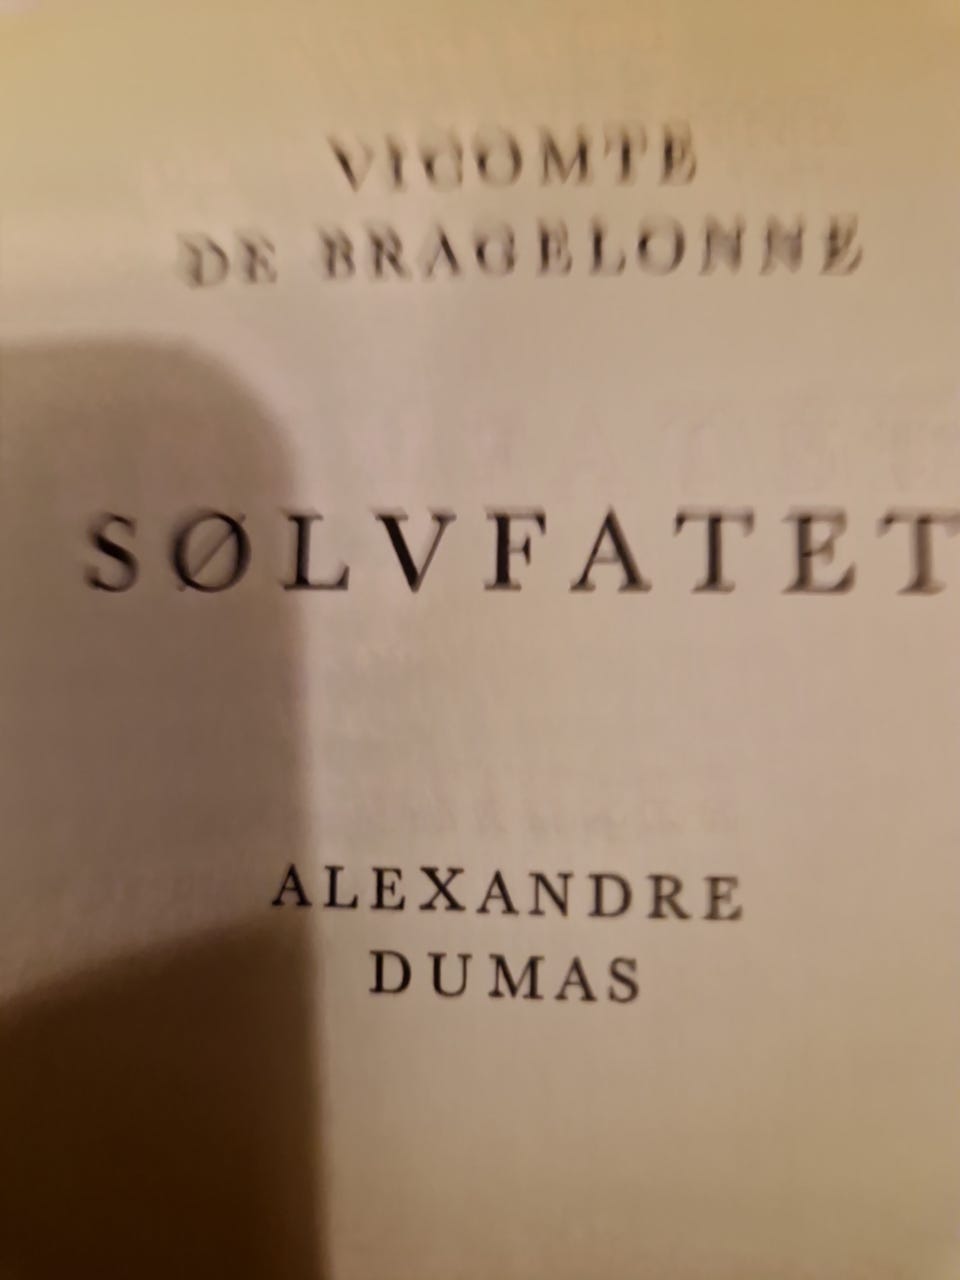 VICOMTE
DE BRAGELONNE
SØLVFATET
ALEXANDRE
DUMAS